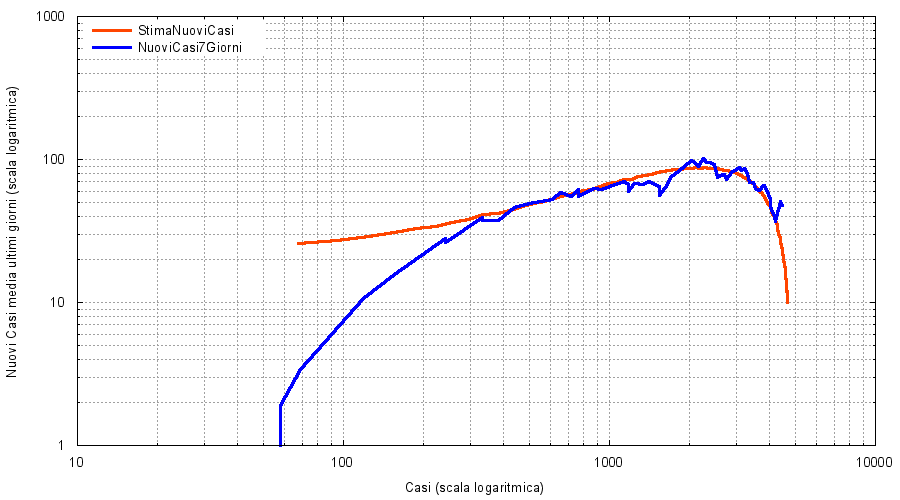 1000
StimaNuoviCasi
NuoviCasi7Giorni
100
10
1
Nuovi Casi media ultimi giorni (scala logaritmica)
10
100
1000
10000
Casi (scala logaritmica)